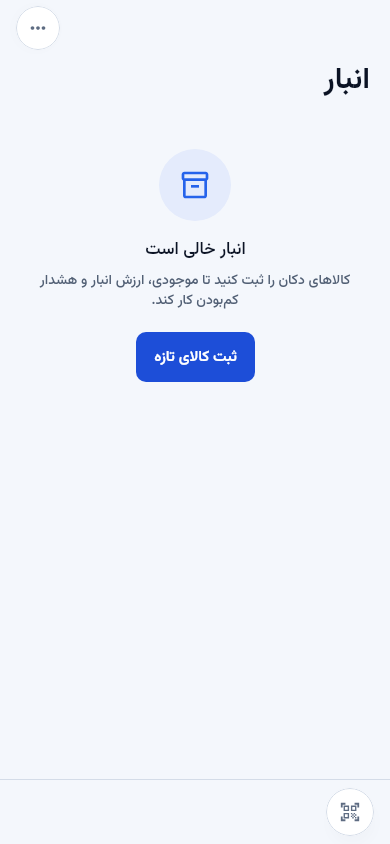 انبار
انبار خالی است
کالاهای دکان را ثبت کنید تا موجودی، ارزش انبار و هشدار
کم‌بودن کار کند.
ثبت کالای تازه